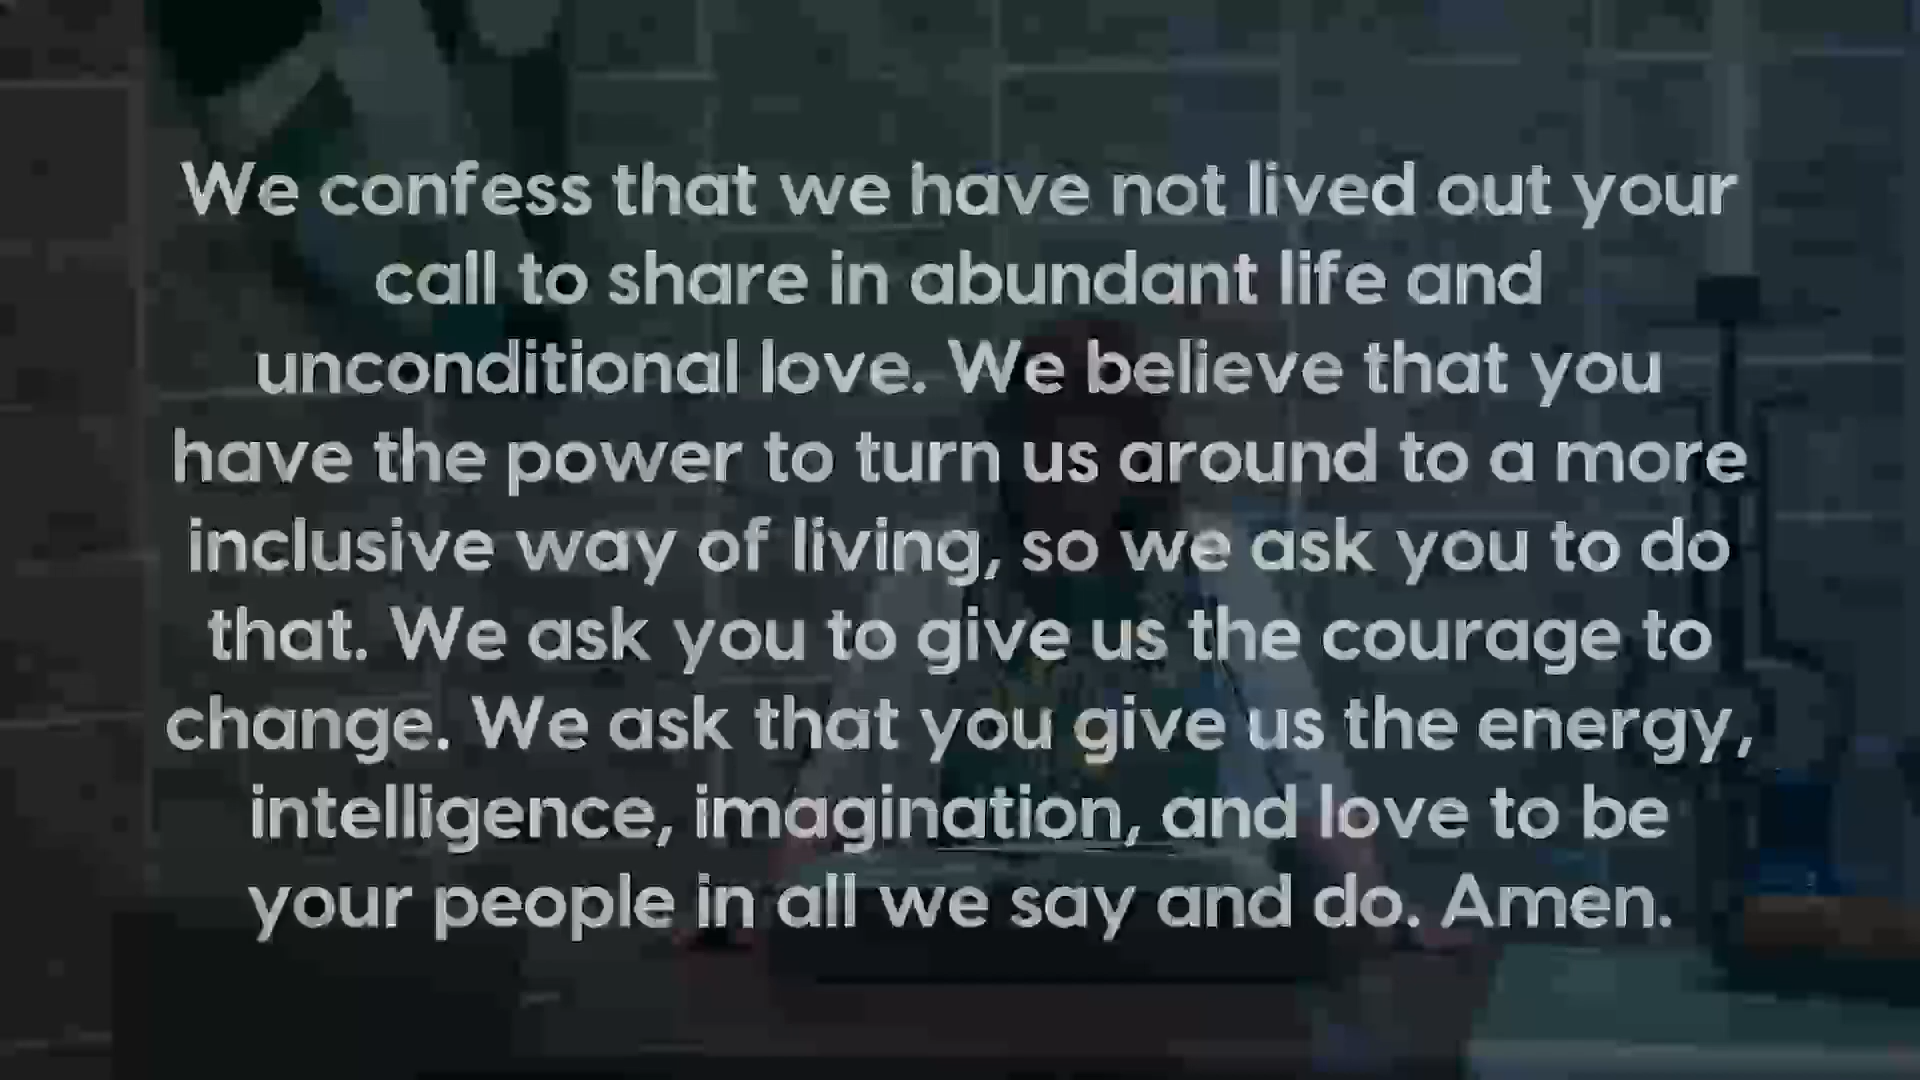 We confess that we have not lived out your
call to share in abundant life and
unconditional love. We believe that you
have the power to turn us around to a more
inclusive way of living, so we ask you to do
that. We ask you to give us the courage to
change. We ask that you give us the energy,
intelligence, imagination, and love to be
your people in all we say and do. Amen.